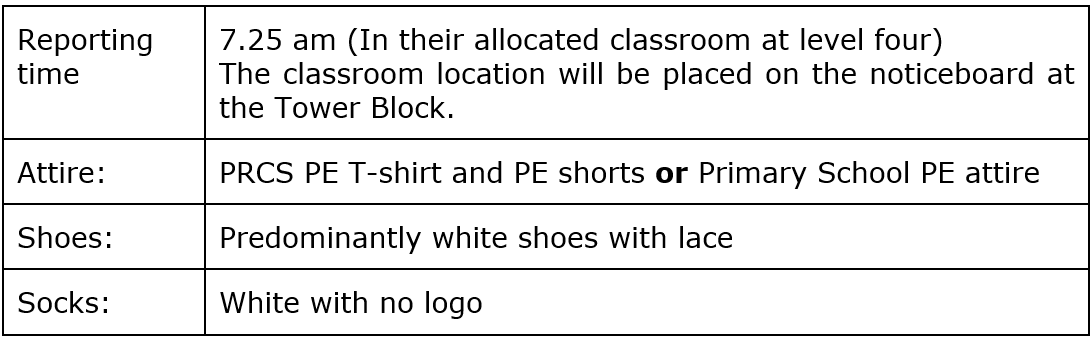 Reporting time
7.25 am (In their allocated classroom at level four)
The classroom location will be placed on the noticeboard at
the Tower Block.
Attire:
PRCS PE T-shirt and PE shorts or Primary School PE attire
Shoes:
Predominantly white shoes with lace
Socks:
White with no logo